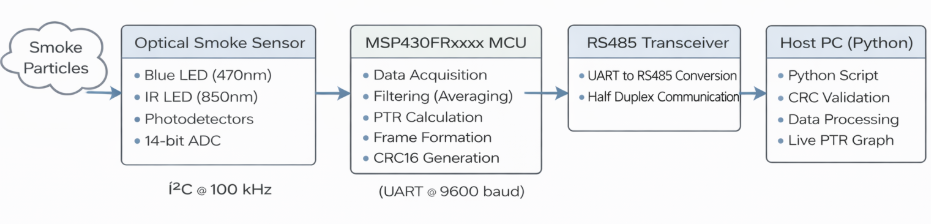 Smoke
Particles
Optical Smoke Sensor
• Blue LED (470nm)
• IR LED (850nm)
• Photodetectors
• 14-bit ADC
Í²C @ 100 kHz
MSP430FRxxxx MCU
• Data Acquisition
• Filtering (Averaging)
• PTR Calculation
• Frame Formation
• CRC16 Generation
(UART @ 9600 baud)
RS485 Transceiver
• UART to RS485 Conversion
• Half Duplex Communication
Host PC (Python)
• Python Script
• CRC Validation
• Data Processing
• Live PTR Graph